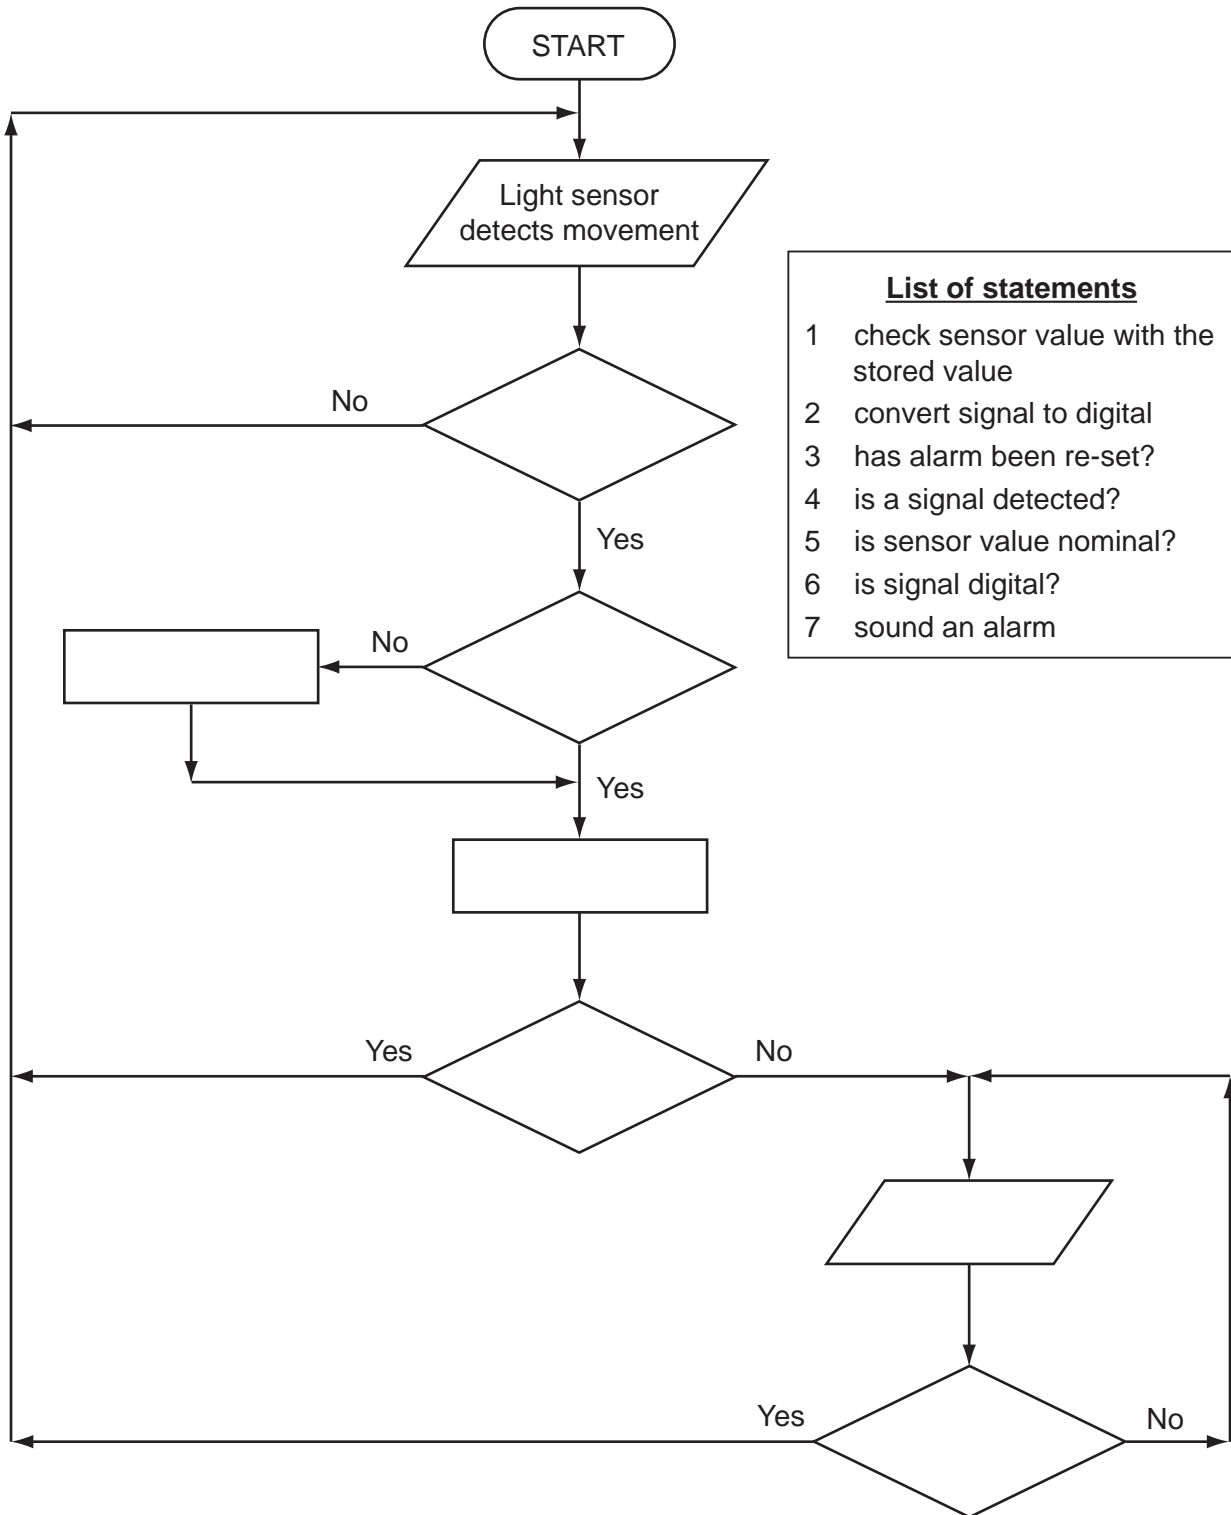 START
Light sensor
detects movement
List of statements
1 check sensor value with the
stored value
2 convert signal to digital
3 has alarm been re-set?
4 is a signal detected?
5 is sensor value nominal?
6 is signal digital?
7 sound an alarm
No
Yes
No
Yes
Yes
No
Yes
No